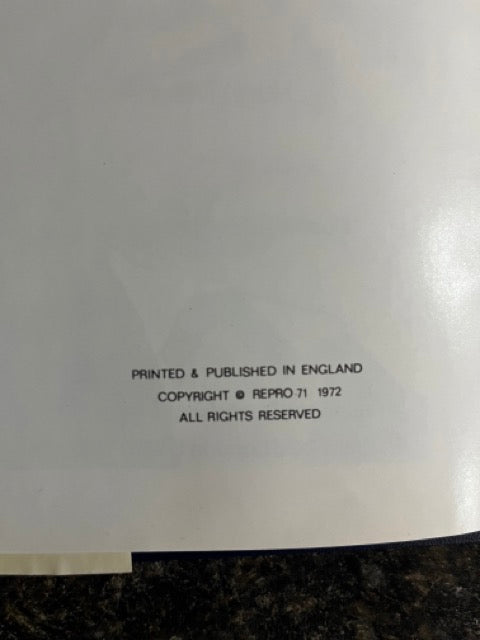 PRINTED & PUBLISHED IN ENGLAND
COPYRIGHT © REPRO 71 1972
ALL RIGHTS RESERVED